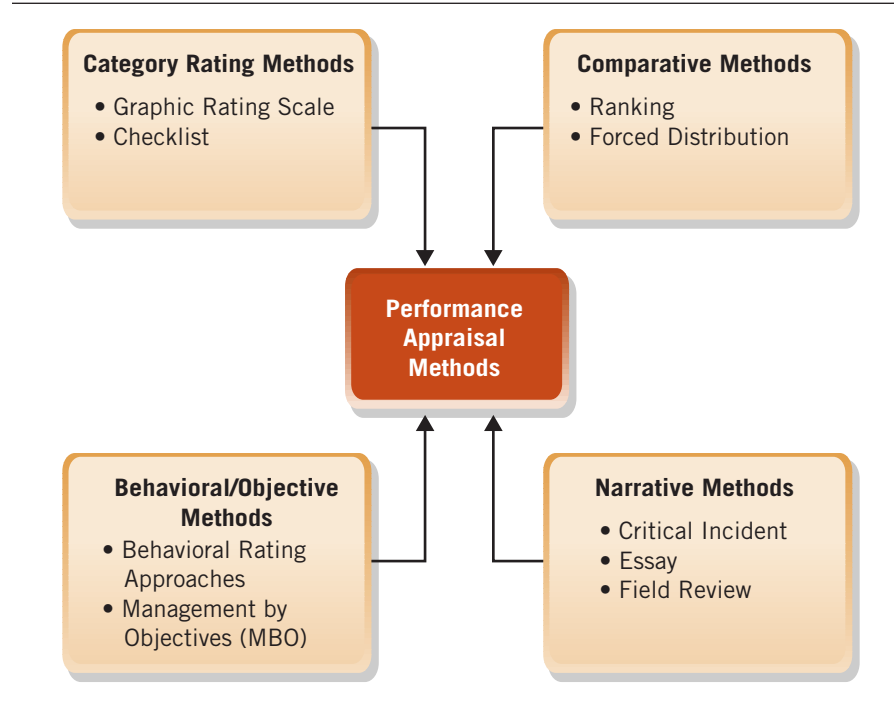 Category Rating Methods
• Graphic Rating Scale
• Checklist
Comparative Methods
• Ranking
• Forced Distribution
Performance
Appraisal
Methods
Behavioral/Objective
Methods
• Behavioral Rating
Approaches
• Management by
Objectives (MBO)
Narrative Methods
• Critical Incident
• Essay
• Field Review